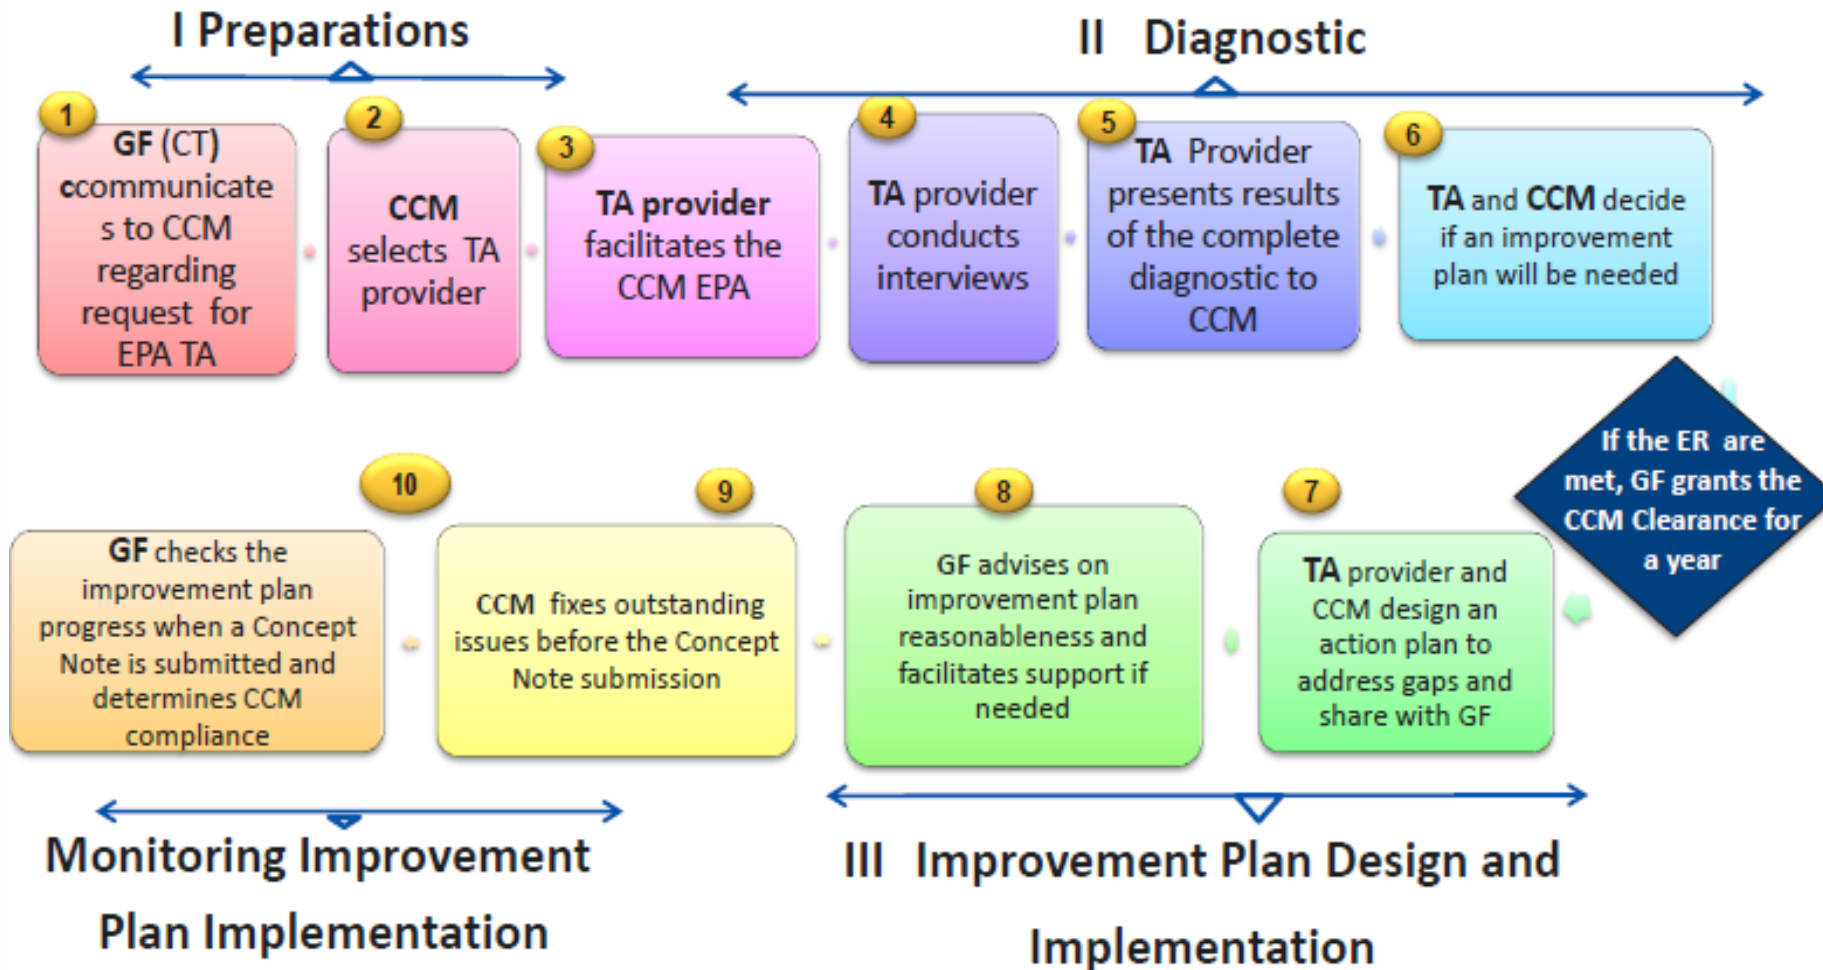 I Preparations
II Diagnostic
1
GF (CT)
ccommunicate
s to CCM
regarding
request for
EPA TA
2
CCM
selects TA
provider
3
TA provider
facilitates the
CCM EPA
4
TA provider
conducts
interviews
5
TA Provider
presents results
of the complete
diagnostic to
CCM
6
TA and CCM decide
if an improvement
plan will be needed
If the ER are
met, GF grants the
CCM Clearance for
a year
7
TA provider and
CCM design an
action plan to
address gaps and
share with GF
8
GF advises on
improvement plan
reasonableness and
facilitates support if
needed
9
CCM fixes outstanding
issues before the Concept
Note submission
10
GF checks the
improvement plan
progress when a Concept
Note is submitted and
determines CCM
compliance
III Improvement Plan Design and
Implementation
Monitoring Improvement
Plan Implementation